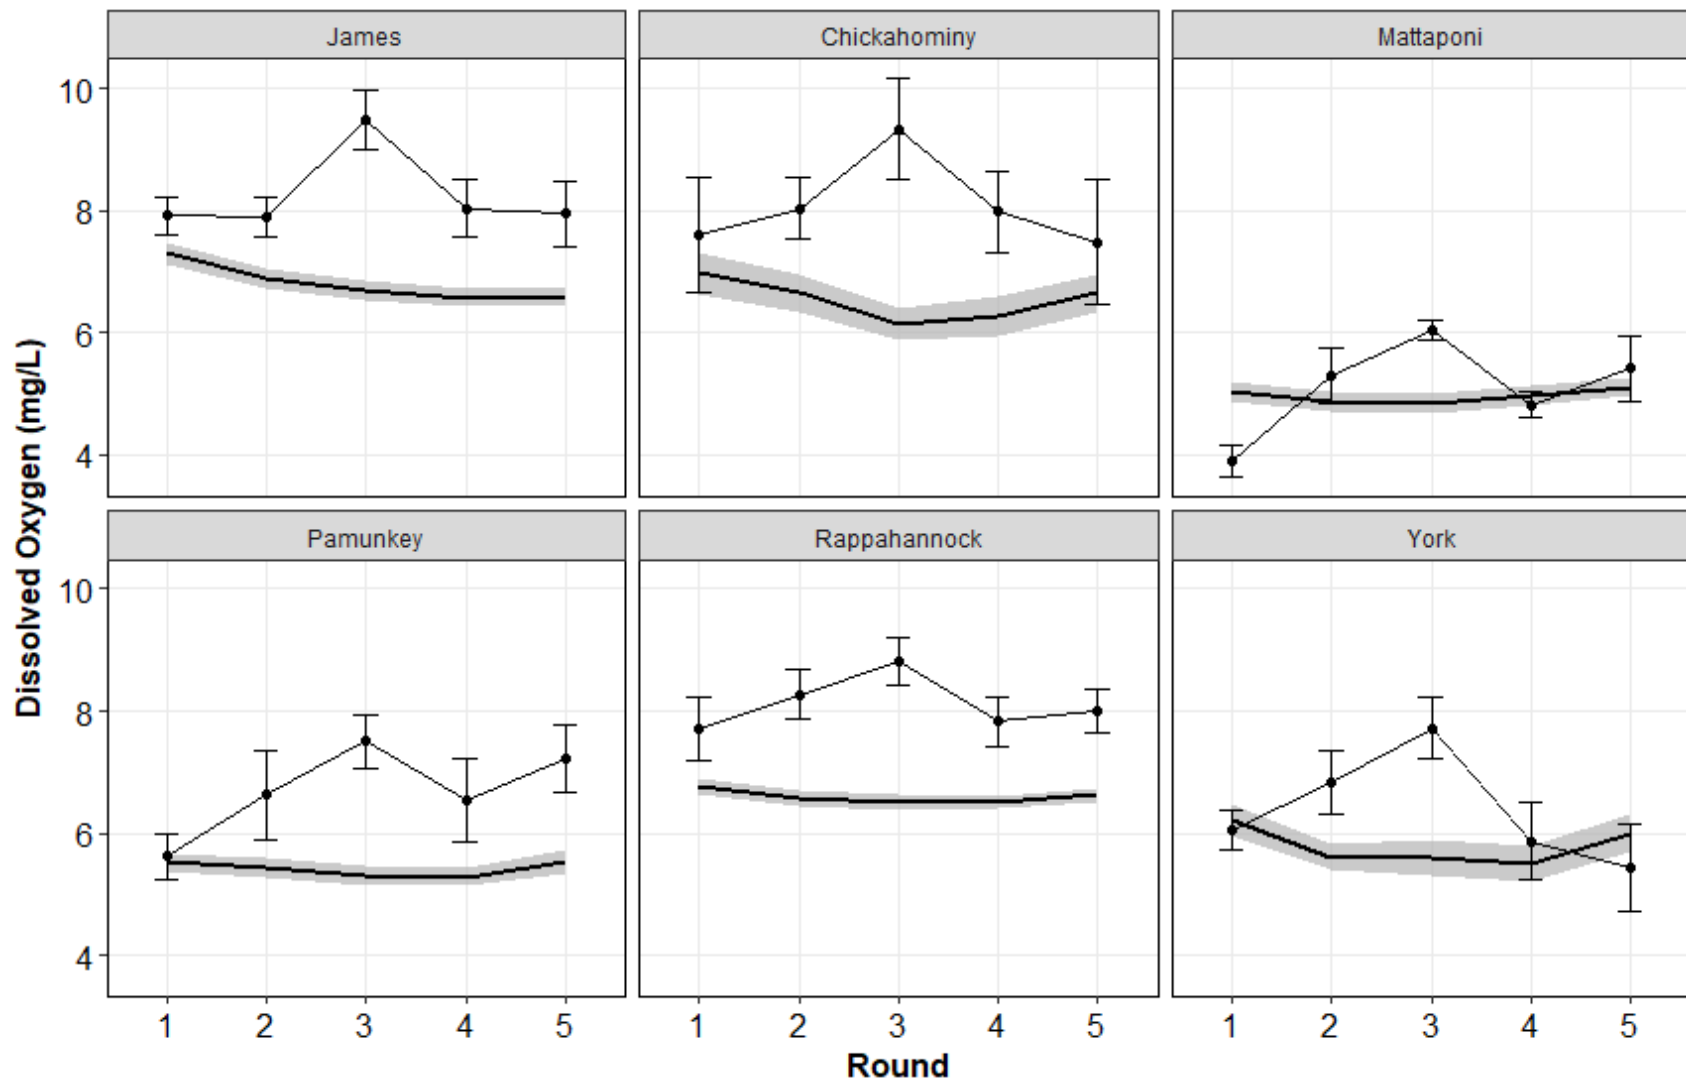 James
Chickahominy
Mattaponi
10
8
6
4
Pamunkey
Rappahannock
York
10
8
6
4
1 2 3 4 5
1 2 3 4 5
1 2 3 4 5
Round
Dissolved Oxygen (mg/L)